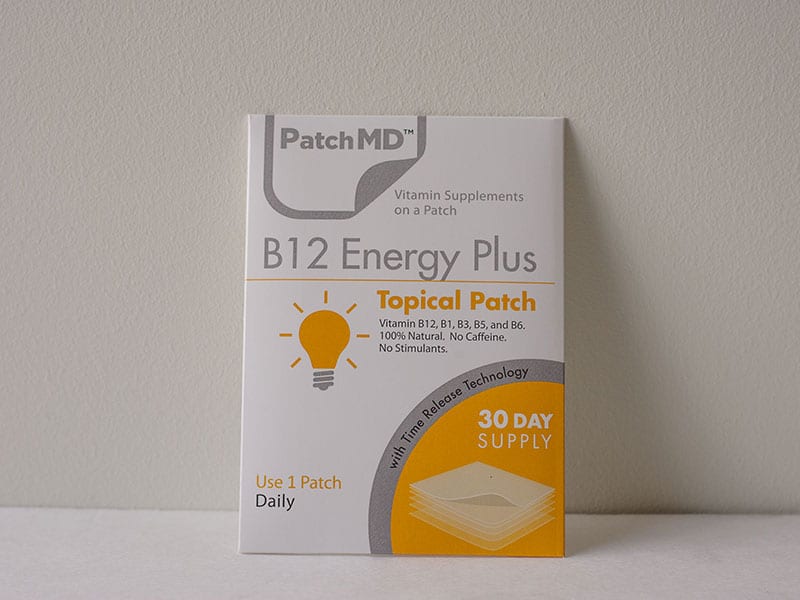 PatchMD™
Vitamin Supplements
on a Patch
B12 Energy Plus
Topical Patch
Vitamin B12, B1, B3, B5, and B6.
100% Natural. No Caffeine.
No Stimulants.
with Time Release Technology
30 DAY
SUPPLY
Use 1 Patch
Daily